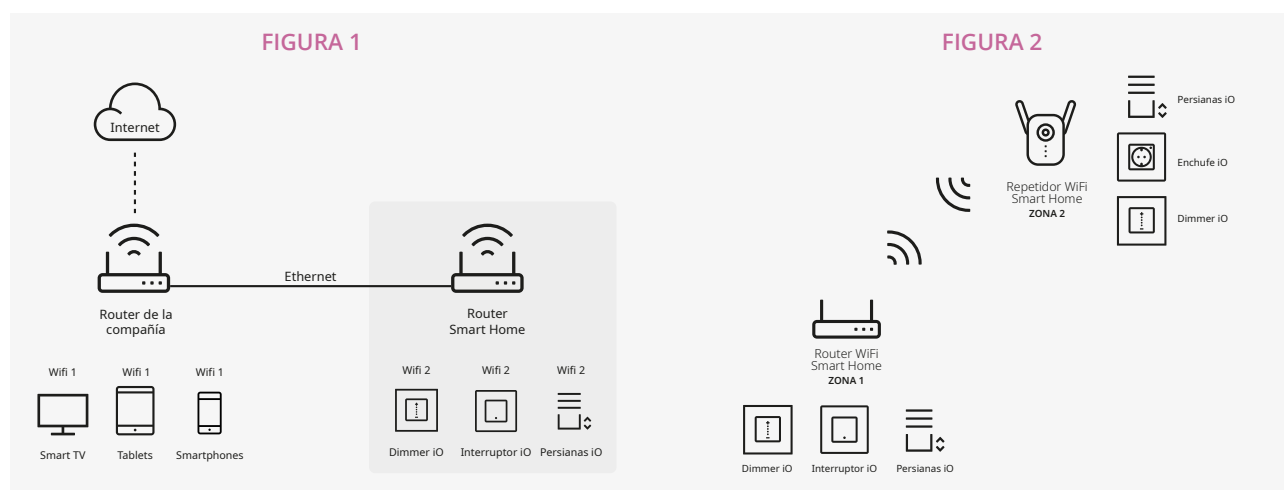 FIGURA 1
Internet
Ethernet
Router de la
compañía
Router
Smart Home
Wifi 1
Wifi 1
Wifi 1
Smart TV
Tablets
Smartphones
Wifi 2
Wifi 2
Wifi 2
Dimmer iO
Interruptor iO
Persianas iO
FIGURA 2
Persianas iO
Enchufe iO
Dimmer iO
Repetidor WiFi
Smart Home
ZONA 2
Router WiFi
Smart Home
ZONA 1
Dimmer iO
Interruptor iO
Persianas iO